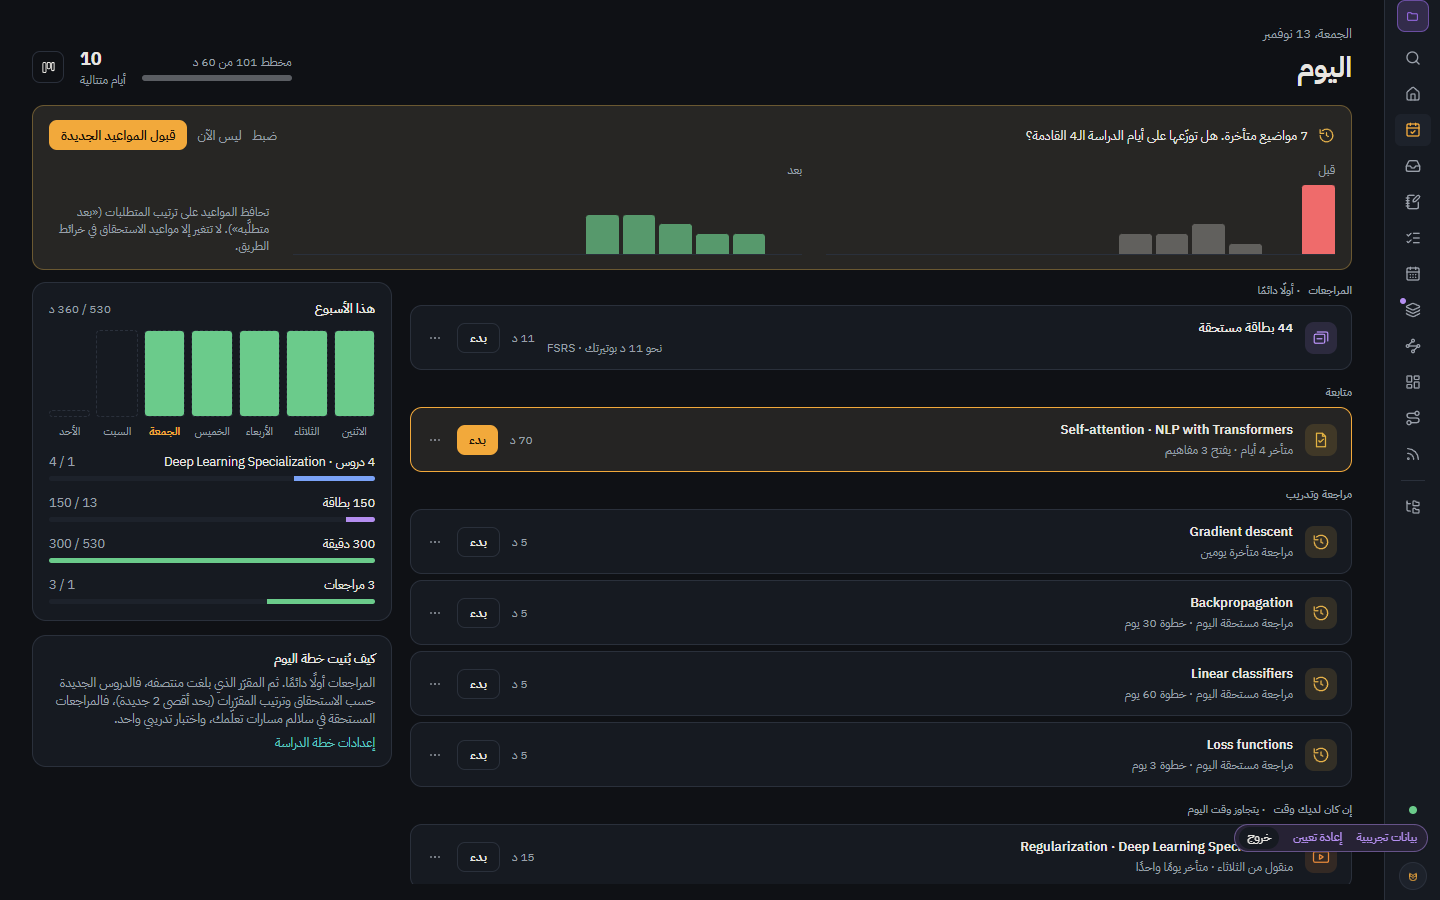 الجمعة، 13 نوفمبر
اليوم
مخطط 101 من 60 د
10
أيام متتالية
7 مواضيع متأخرة. هل توزّعها على أيام الدراسة الـ4 القادمة؟
ضبط
ليس الآن
قبول المواعيد الجديدة
قبل
بعد
تحافظ المواعيد على ترتيب المتطلبات («بعد
متطلَّبه»). لا تتغير إلا مواعيد الاستحقاق في خرائط
الطريق.
المراجعات · أولًا دائمًا
44 بطاقة مستحقة
نحو 11 د بوتيرتك · FSRS
11 د
بدء
متابعة
Self-attention · NLP with Transformers
متأخر 4 أيام · يفتح 3 مفاهيم
70 د
بدء
مراجعة وتدريب
Gradient descent
مراجعة متأخرة يومين
5 د
بدء
Backpropagation
مراجعة مستحقة اليوم · خطوة 30 يوم
5 د
بدء
Linear classifiers
مراجعة مستحقة اليوم · خطوة 60 يوم
5 د
بدء
Loss functions
مراجعة مستحقة اليوم · خطوة 3 يوم
5 د
بدء
إن كان لديك وقت · يتجاوز وقت اليوم
Regularization · Deep Learning Spec
منقول من الثلاثاء · متأخر يومًا واحدًا
15 د
بدء
هذا الأسبوع
530 / 360 د
الاثنين
الثلاثاء
الأربعاء
الخميس
الجمعة
السبت
الأحد
4 دروس · Deep Learning Specialization
1 / 4
150 بطاقة
13 / 150
300 دقيقة
530 / 300
3 مراجعات
1 / 3
كيف بُنيت خطة اليوم
المراجعات أولًا دائمًا. ثم المقرّر الذي بلغت منتصفه، فالدروس الجديدة
حسب الاستحقاق وترتيب المقرّرات (بحد أقصى 2 جديدة)، فالمراجعات
المستحقة في سلالم مسارات تعلّمك، واختبار تدريبي واحد.
إعدادات خطة الدراسة
بيانات تجريبية
إعادة تعيين
خروج